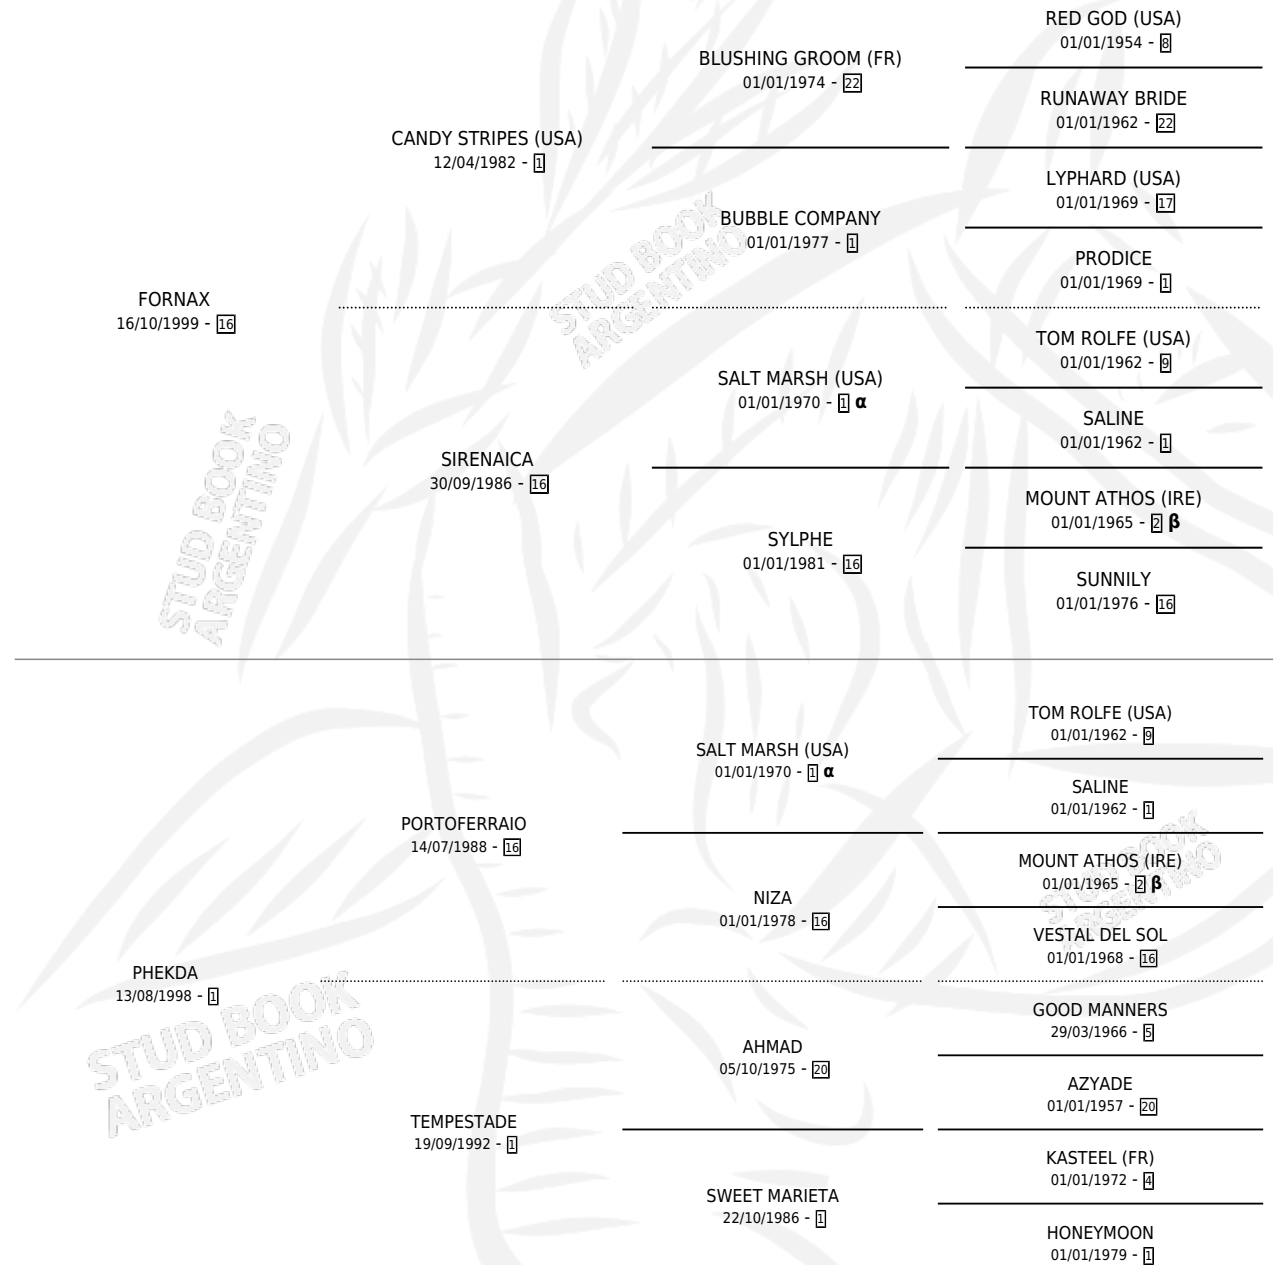 RED GOD (USA)
01/01/1954 - 8
BLUSHING GROOM (FR)
01/01/1974 - 22
RUNAWAY BRIDE
01/01/1962 - 22
CANDY STRIPES (USA)
12/04/1982 - 1
LYPHARD (USA)
01/01/1969 - 17
BUBBLE COMPANY
01/01/1977 - 1
PRODICE
01/01/1969 - 1
STUD BOOK
ARGENTINO
FORNAX
16/10/1999 - 16
TOM ROLFE (USA)
01/01/1962 - 9
SALT MARSH (USA)
01/01/1970 - 1 α
SALINE
01/01/1962 - 1
SIRENAICA
30/09/1986 - 16
MOUNT ATHOS (IRE)
01/01/1965 - 2 β
SYLPHE
01/01/1981 - 16
SUNNILY
01/01/1976 - 16
STUD BOOK
ARGENTINO
TOM ROLFE (USA)
01/01/1962 - 9
SALT MARSH (USA)
01/01/1970 - 1 α
SALINE
01/01/1962 - 1
PORTOFERRAIO
14/07/1988 - 16
MOUNT ATHOS (IRE)
01/01/1965 - 2 β
NIZA
01/01/1978 - 16
VESTAL DEL SOL
01/01/1968 - 16
STUD BOOK
ARGENTINO
PHEKDA
13/08/1998 - 1
GOOD MANNERS
29/03/1966 - 5
AHMAD
05/10/1975 - 20
AZYADE
01/01/1957 - 20
STUD BOOK
ARGENTINO
TEMPESTADE
19/09/1992 - 1
KASTEEL (FR)
01/01/1972 - 4
SWEET MARIETA
22/10/1986 - 1
HONEYMOON
01/01/1979 - 1